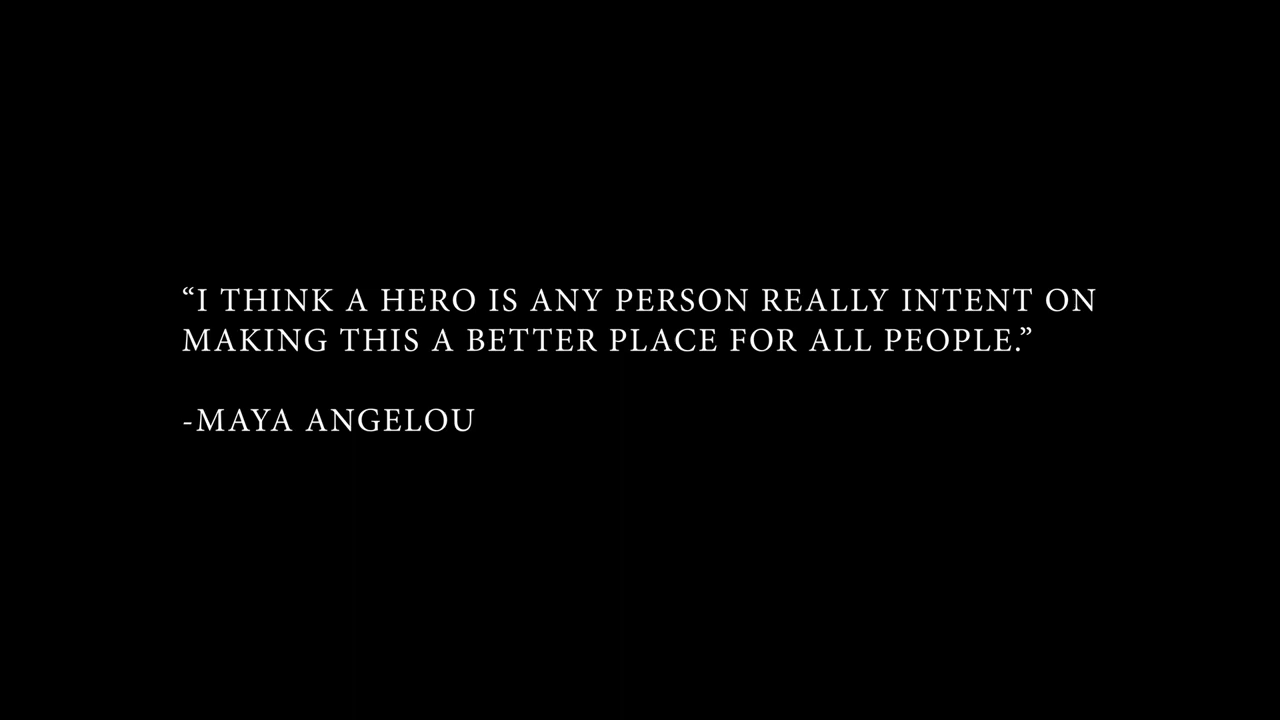 “I THINK A HERO IS ANY PERSON REALLY INTENT ON
MAKING THIS A BETTER PLACE FOR ALL PEOPLE.”
-MAYA ANGELOU